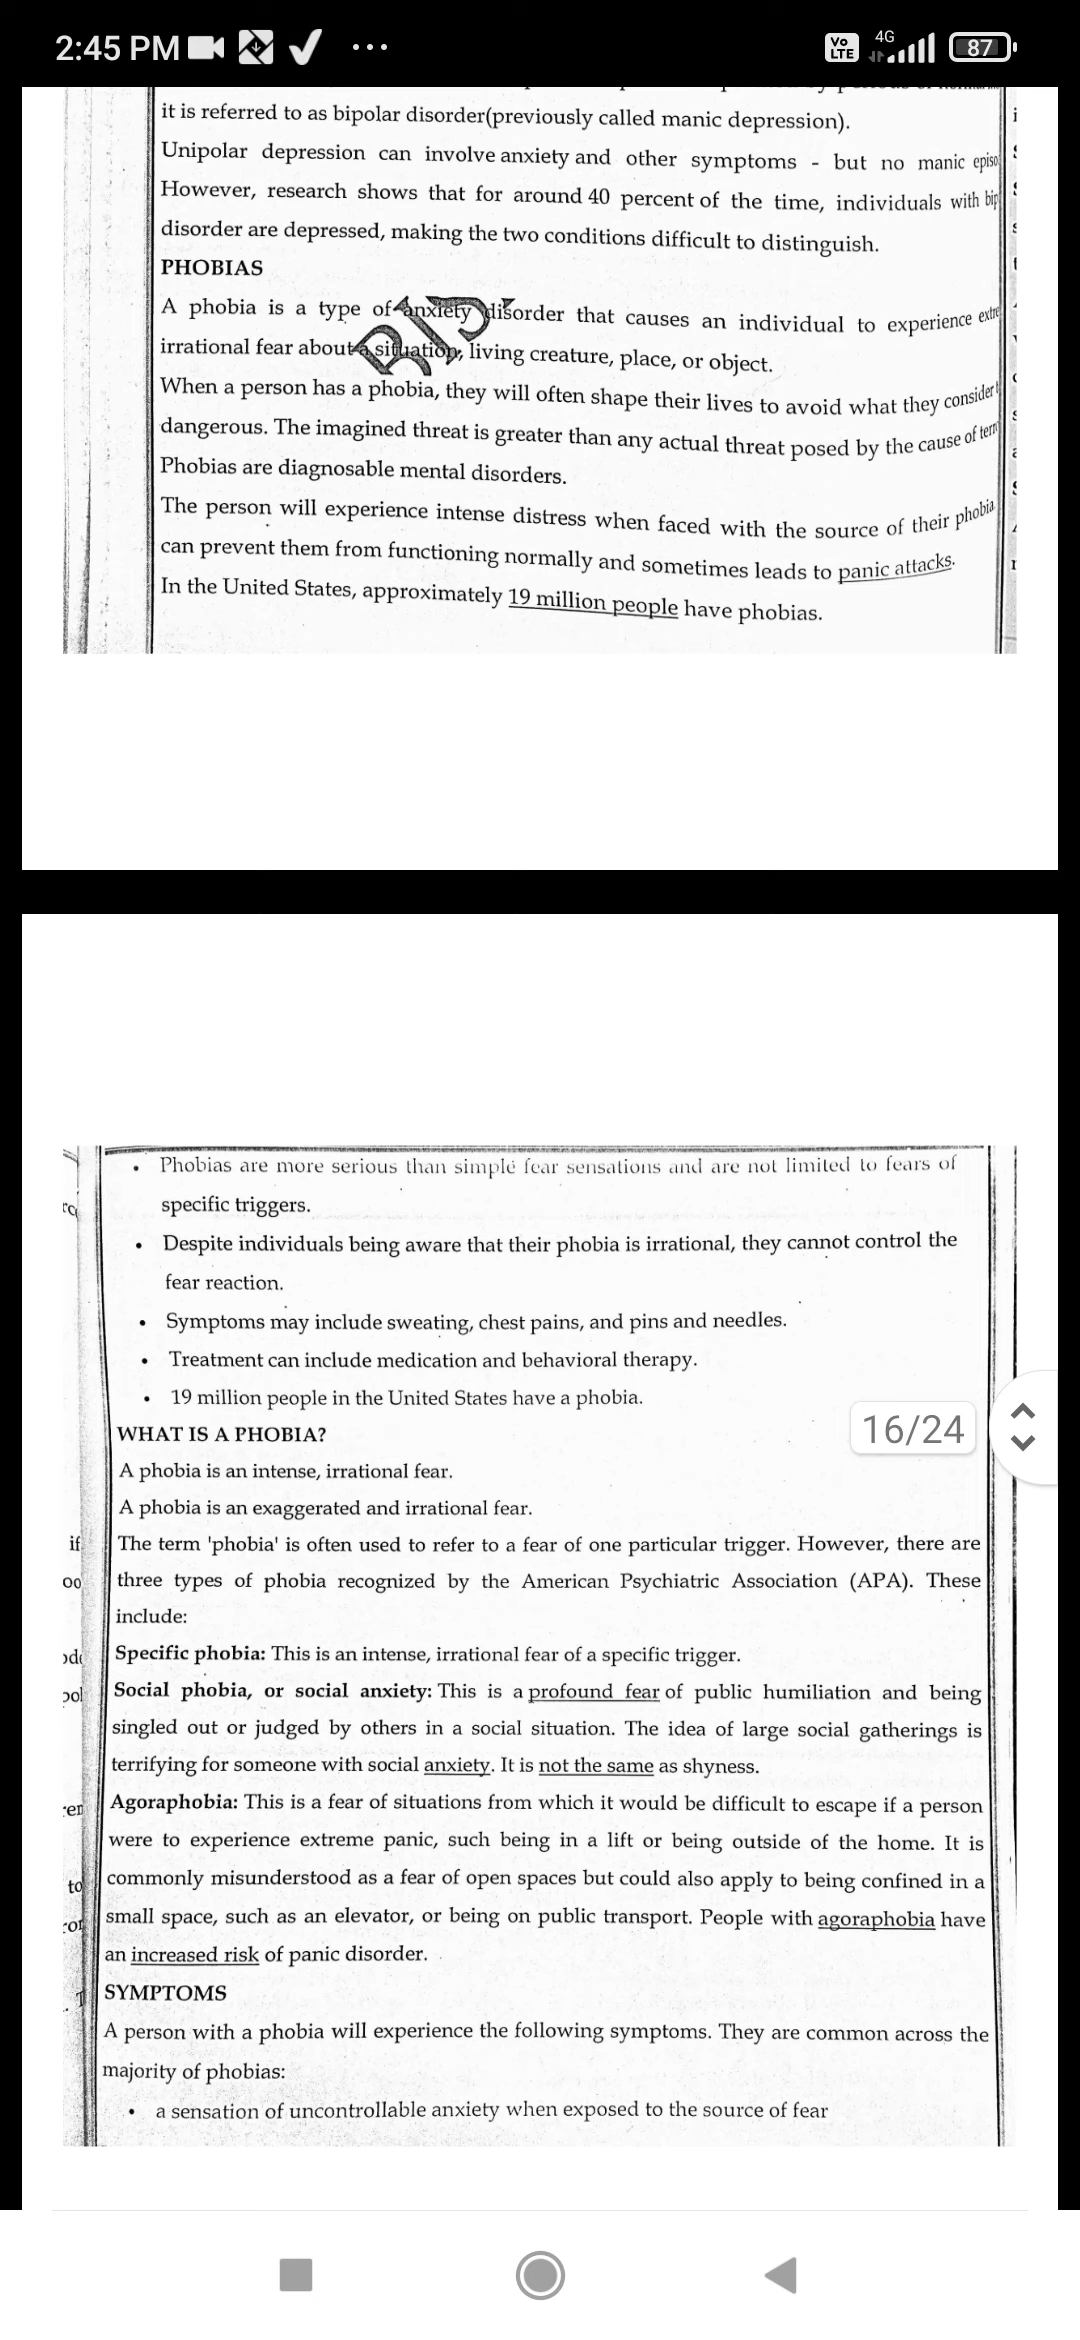 2:45 PM ...
Vo LTE 4G 87
it is referred to as bipolar disorder(previously called manic depression).
Unipolar depression can involve anxiety and other symptoms - but no manic
However, research shows that for around 40 percent of the time, individuals with
disorder are depressed, making the two conditions difficult to distinguish.
PHOBIAS
A phobia is a type of anxiety disorder that causes an individual to experience
irrational fear about a situation, living creature, place, or object.
When a person has a phobia, they will often shape their lives to avoid what they consider
dangerous. The imagined threat is greater than any actual threat posed by the cause of
Phobias are diagnosable mental disorders.
The person will experience intense distress when faced with the source of their phobia
can prevent them from functioning normally and sometimes leads to panic attacks.
In the United States, approximately 19 million people have phobias.
• Phobias are more serious than simple fear sensations and are not limited to fears of
specific triggers.
• Despite individuals being aware that their phobia is irrational, they cannot control the
fear reaction.
• Symptoms may include sweating, chest pains, and pins and needles.
• Treatment can include medication and behavioral therapy.
• 19 million people in the United States have a phobia.
WHAT IS A PHOBIA?
16/24
A phobia is an intense, irrational fear.
A phobia is an exaggerated and irrational fear.
The term 'phobia' is often used to refer to a fear of one particular trigger. However, there are
three types of phobia recognized by the American Psychiatric Association (APA). These
include:
Specific phobia: This is an intense, irrational fear of a specific trigger.
Social phobia, or social anxiety: This is a profound fear of public humiliation and being
singled out or judged by others in a social situation. The idea of large social gatherings is
terrifying for someone with social anxiety. It is not the same as shyness.
Agoraphobia: This is a fear of situations from which it would be difficult to escape if a person
were to experience extreme panic, such being in a lift or being outside of the home. It is
commonly misunderstood as a fear of open spaces but could also apply to being confined in a
small space, such as an elevator, or being on public transport. People with agoraphobia have
an increased risk of panic disorder.
SYMPTOMS
A person with a phobia will experience the following symptoms. They are common across the
majority of phobias:
• a sensation of uncontrollable anxiety when exposed to the source of fear